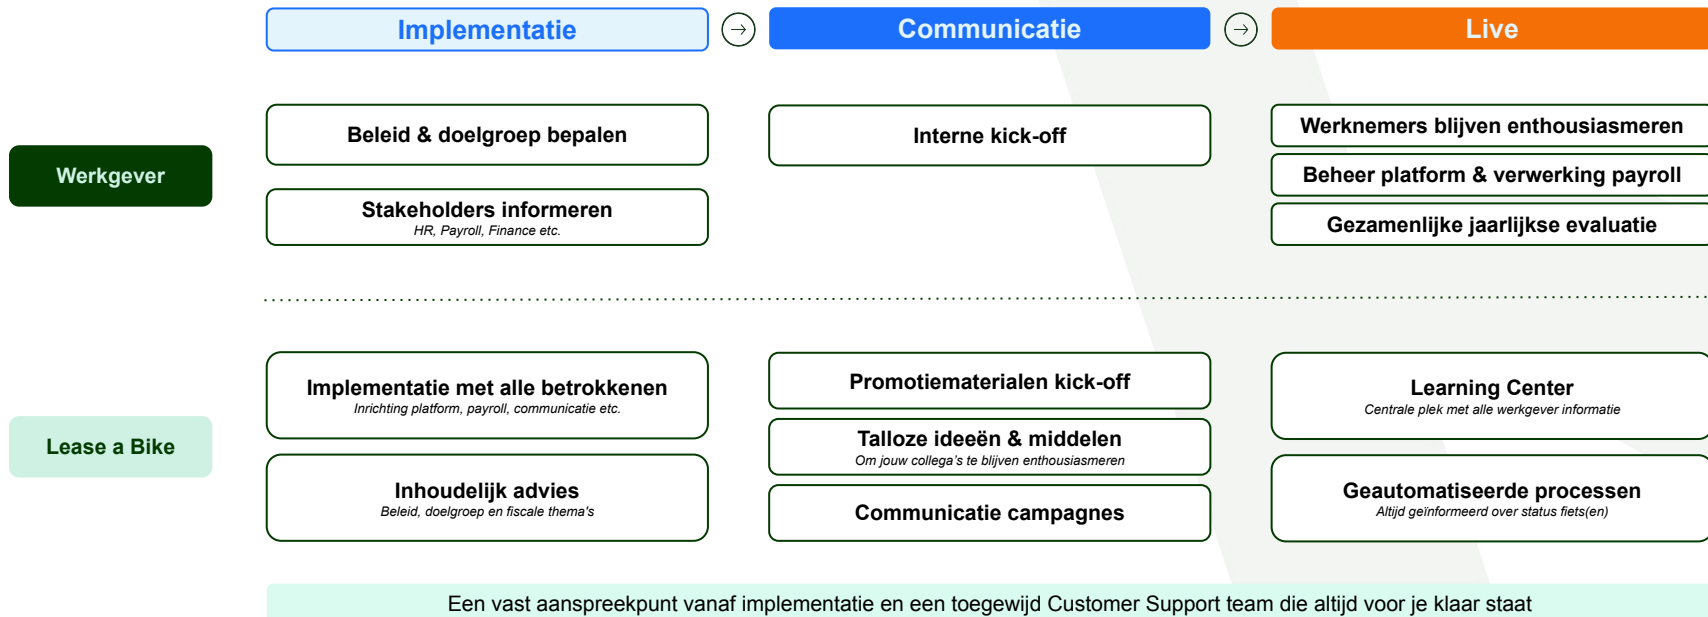 Implementatie
Communicatie
Live
Werkgever
Beleid & doelgroep bepalen
Stakeholders informeren
HR, Payroll, Finance etc.
Interne kick-off
Werknemers blijven enthousiasmeren
Beheer platform & verwerking payroll
Gezamenlijke jaarlijkse evaluatie
Lease a Bike
Implementatie met alle betrokkenen
Inrichting platform, payroll, communicatie etc.
Inhoudelijk advies
Beleid, doelgroep en fiscale thema's
Promotiematerialen kick-off
Talloze ideeën & middelen
Om jouw collega's te blijven enthousiasmeren
Communicatie campagnes
Learning Center
Centrale plek met alle werkgever informatie
Geautomatiseerde processen
Altijd geïnformeerd over status fiets(en)
Een vast aanspreekpunt vanaf implementatie en een toegewijd Customer Support team die altijd voor je klaar staat